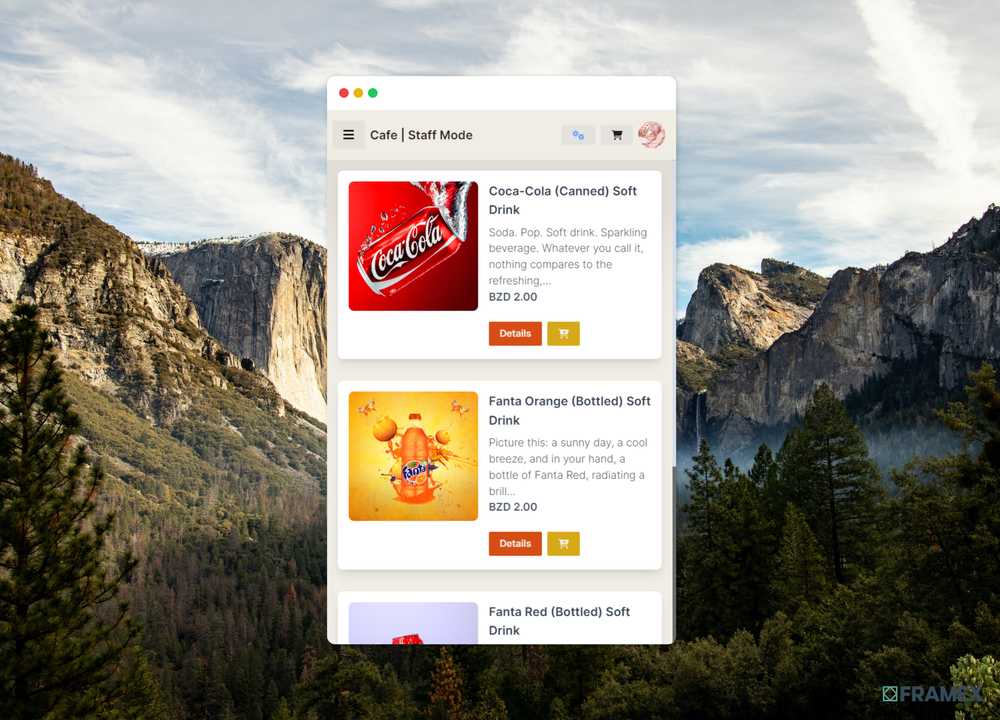 Cafe | Staff Mode
Coca-Cola
Coca-Cola (Canned) Soft
Drink
Soda. Pop. Soft drink. Sparkling
beverage. Whatever you call it,
nothing compares to the
refreshing,...
BZD 2.00
Details
Fanta
Fanta Orange (Bottled) Soft
Drink
Picture this: a sunny day, a cool
breeze, and in your hand, a
bottle of Fanta Red, radiating a
brill...
BZD 2.00
Details
Fanta Red (Bottled) Soft
Drink
FRAMEX